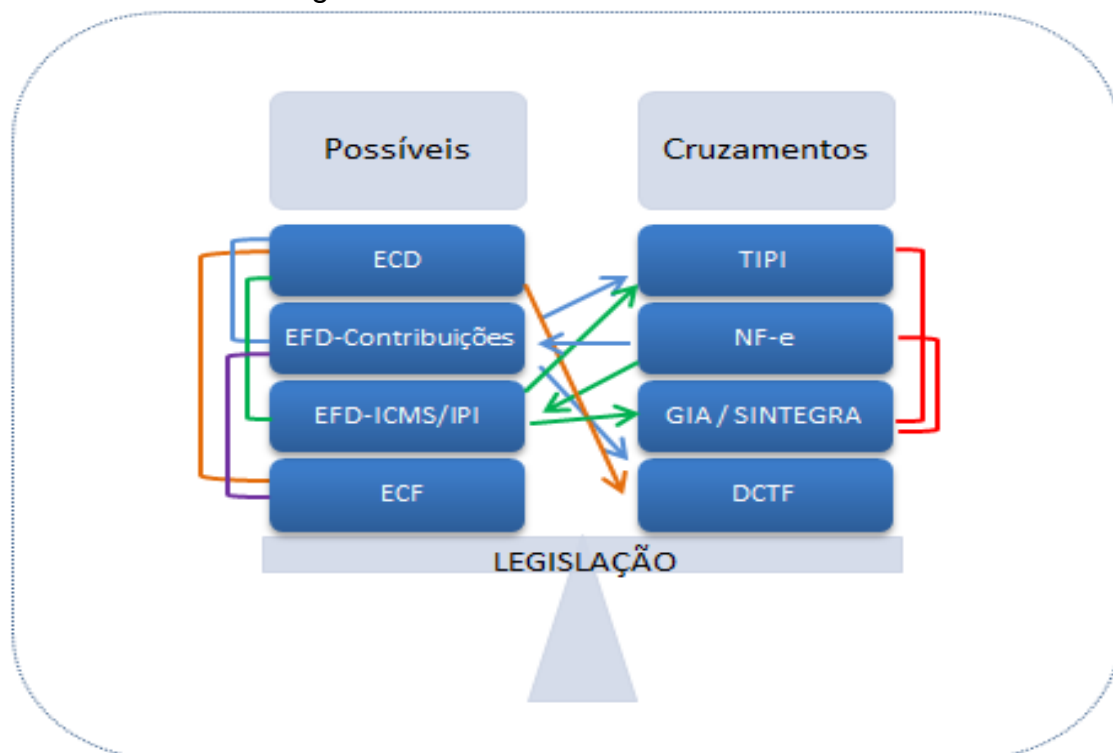 Possíveis
Cruzamentos
ECD
TIPI
EFD-Contribuições
NF-e
EFD-ICMS/IPI
GIA / SINTEGRA
ECF
DCTF
LEGISLAÇÃO